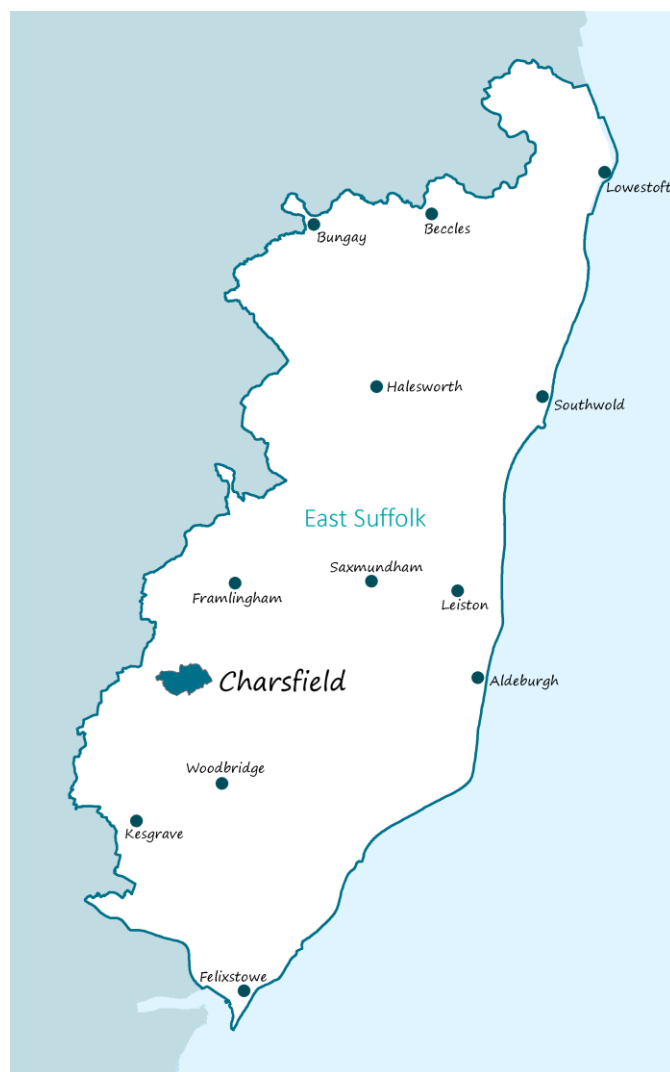 Lowestoft
Beccles
Bungay
Halesworth
Southwold
East Suffolk
Saxmundham
Framlingham
Leiston
Charsfield
Aldeburgh
Woodbridge
Kesgrave
Felixstowe